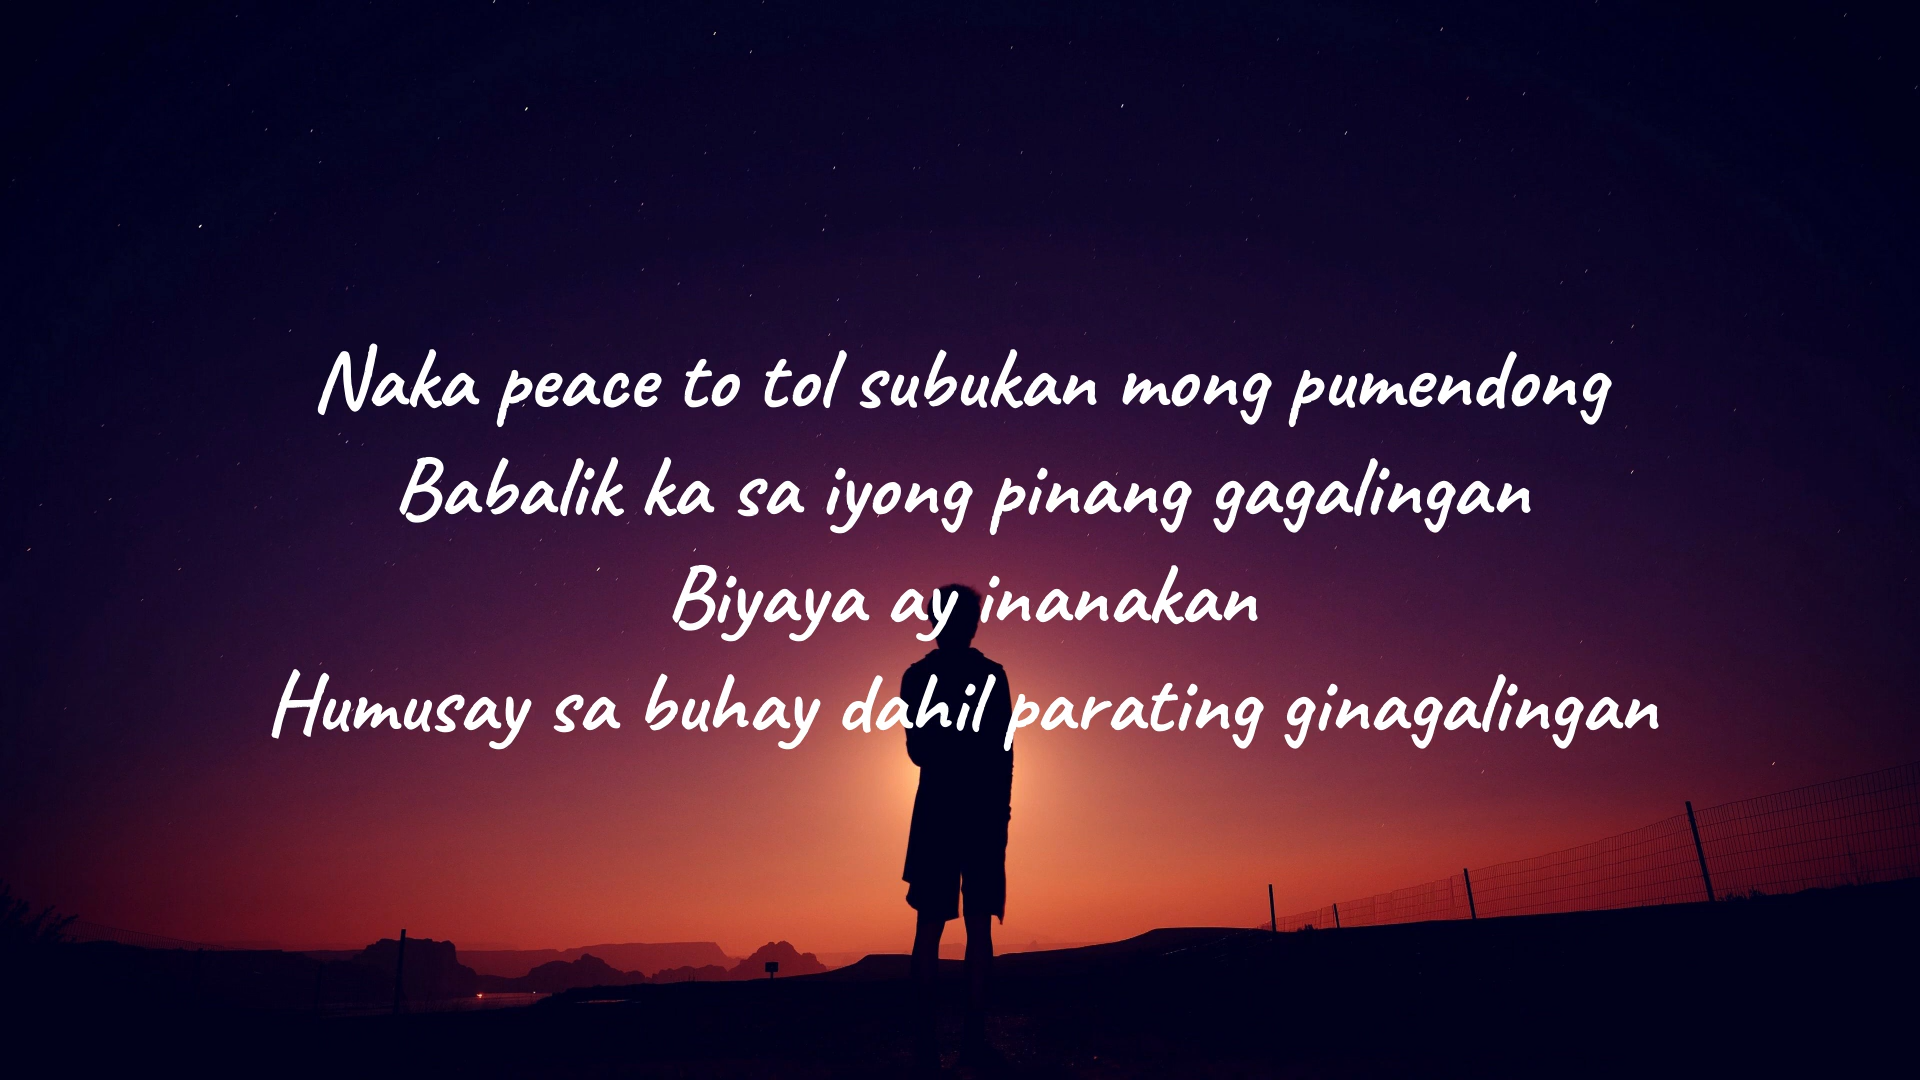 Naka peace to tol subukan mong pumendong
Babalik ka sa iyong pinang gagalingan
Biyaya ay inanakan
Humusay sa buhay dahil parating ginagalingan